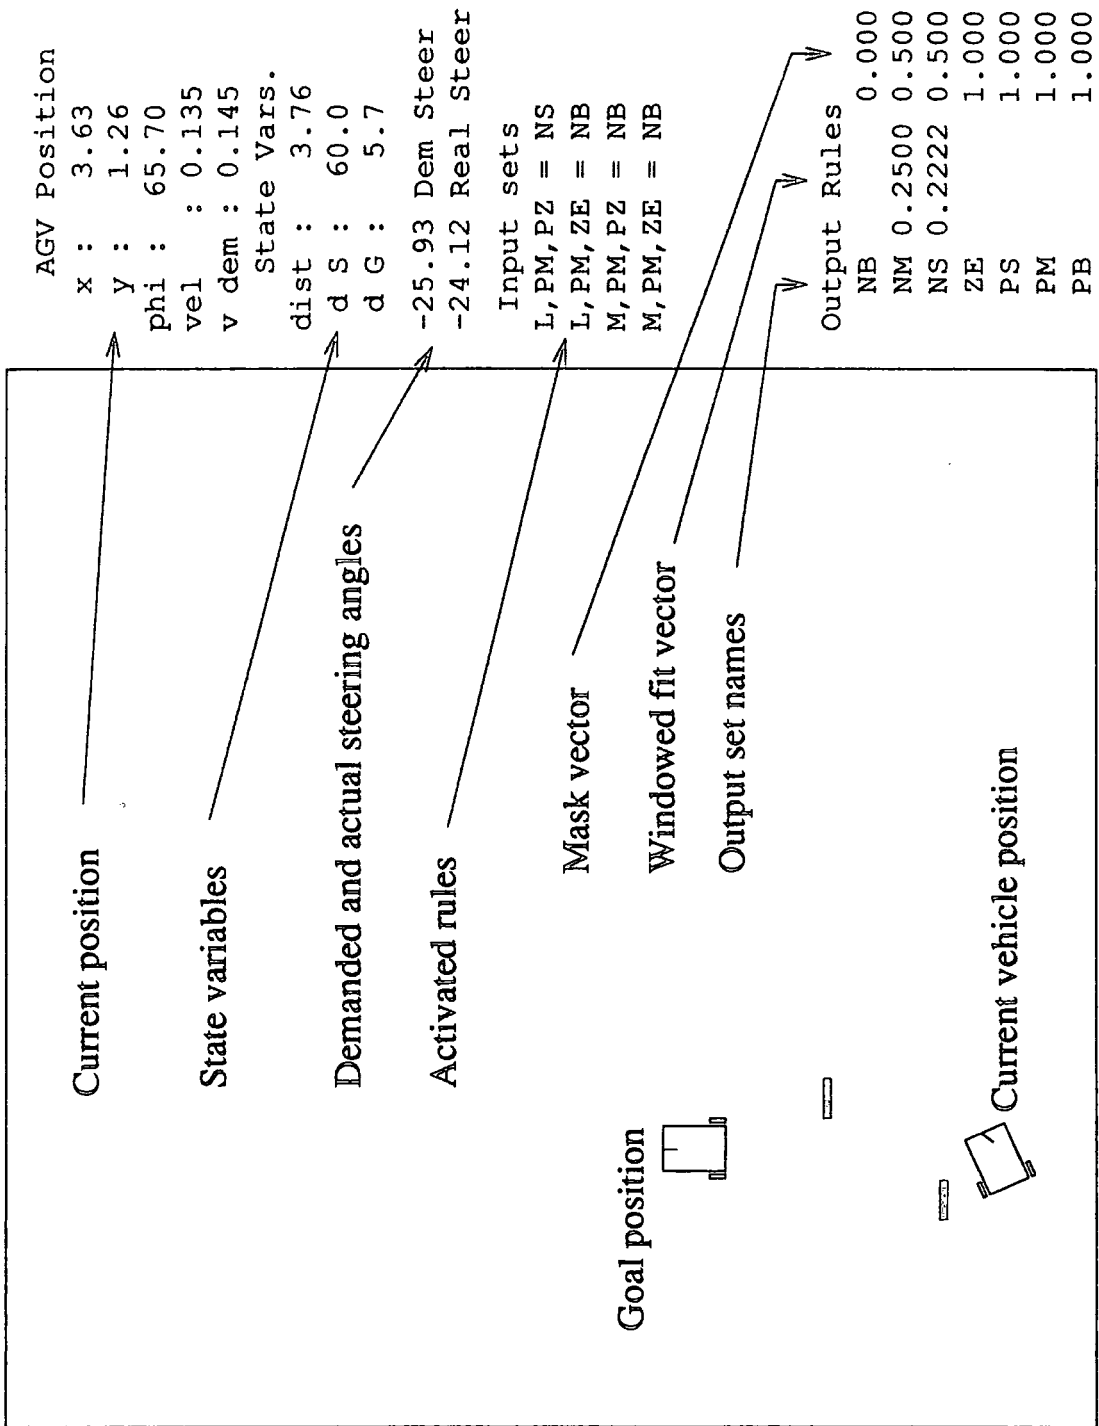 AGV Position
x : 3.63
y : 1.26
phi : 65.70
vel : 0.135
v dem : 0.145
State Vars.
dist : 3.76
d S : 60.0
d G : 5.7
-25.93 Dem Steer
-24.12 Real Steer
Input sets
L,PM,PZ = NS
L,PM,ZE = NB
M,PM,PZ = NB
M,PM,ZE = NB
Output Rules
NB 0.000
NM 0.2500 0.500
NS 0.2222 0.500
ZE 1.000
PS 1.000
PM 1.000
PB 1.000
Current position
State variables
Demanded and actual steering angles
Activated rules
Mask vector
Windowed fit vector
Output set names
Goal position
Current vehicle position